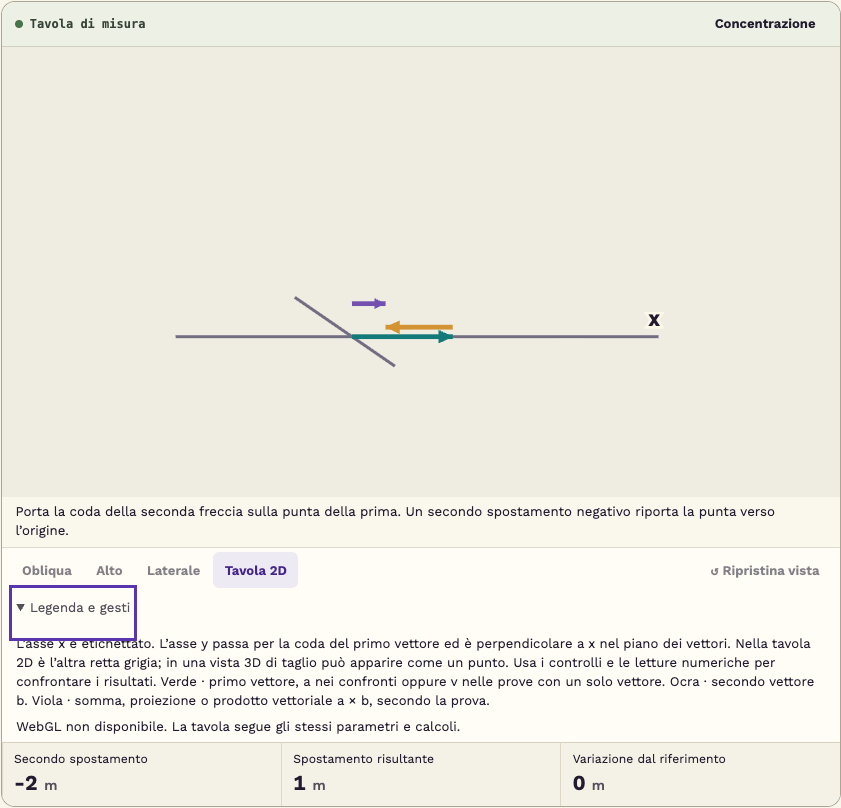 Tavola di misura
Concentrazione
x
Porta la coda della seconda freccia sulla punta della prima. Un secondo spostamento negativo riporta la punta verso
l’origine.
Obliqua Alto Laterale Tavola 2D ↺ Ripristina vista
▼ Legenda e gesti
L’asse x è etichettato. L’asse y passa per la coda del primo vettore ed è perpendicolare a x nel piano dei vettori. Nella tavola
2D è l’altra retta grigia; in una vista 3D di taglio può apparire come un punto. Usa i controlli e le letture numeriche per
confrontare i risultati. Verde · primo vettore, a nei confronti oppure v nelle prove con un solo vettore. Ocra · secondo vettore
b. Viola · somma, proiezione o prodotto vettoriale a × b, secondo la prova.
WebGL non disponibile. La tavola segue gli stessi parametri e calcoli.
Secondo spostamento
-2 m
Spostamento risultante
1 m
Variazione dal riferimento
0 m